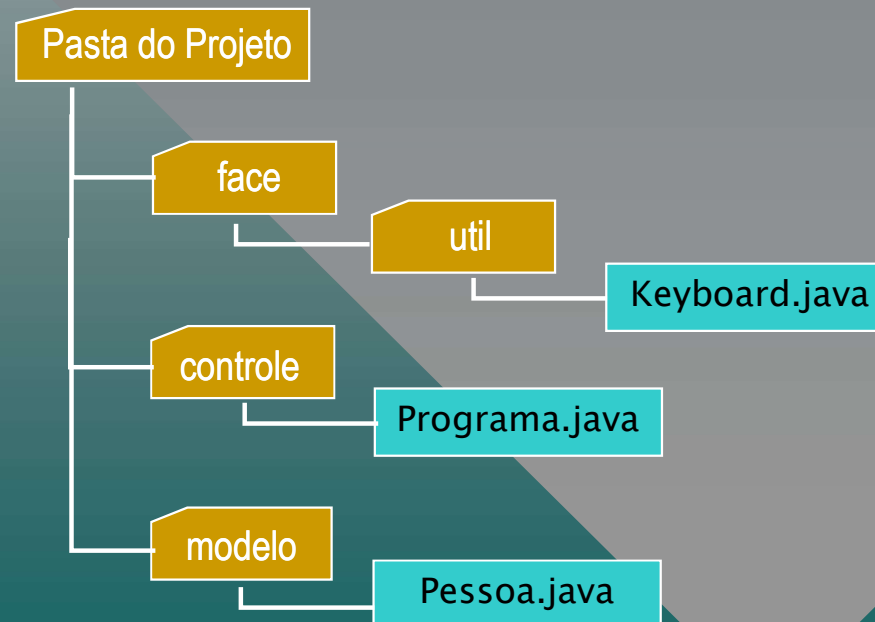 Pasta do Projeto
face
util
Keyboard.java
controle
Programa.java
modelo
Pessoa.java